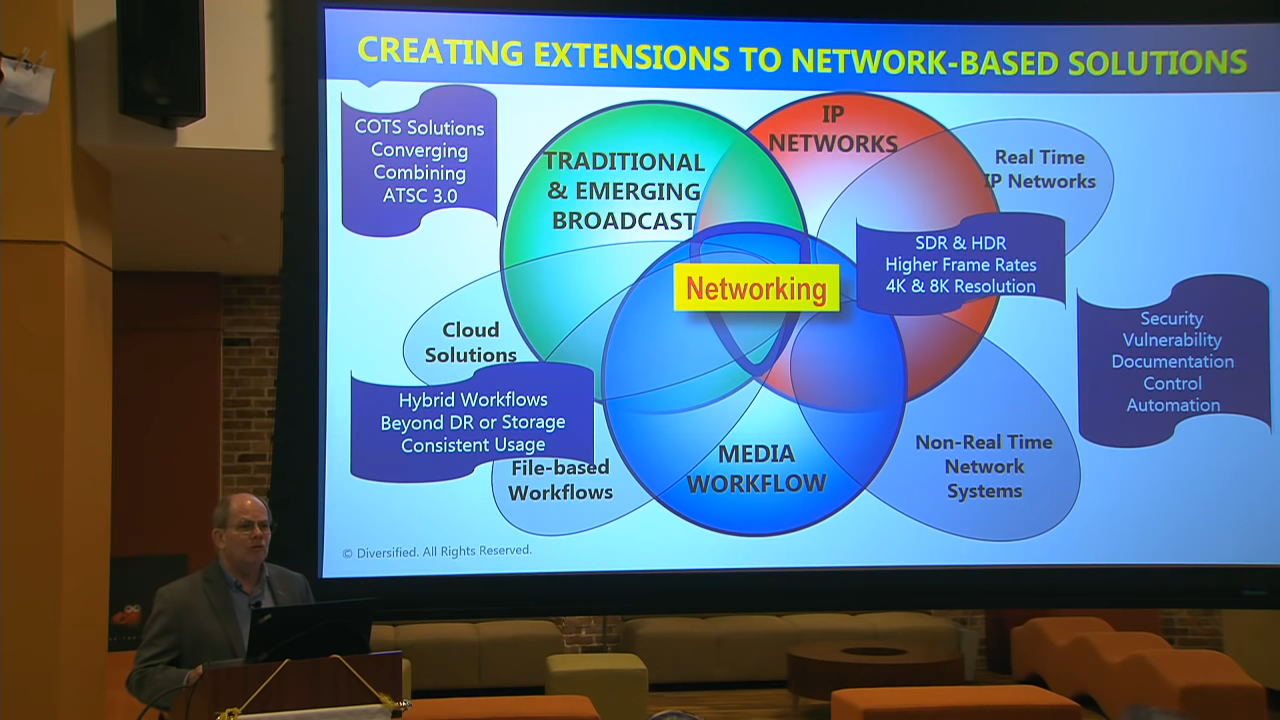 CREATING EXTENSIONS TO NETWORK-BASED SOLUTIONS
COTS Solutions
Converging
Combining
ATSC 3.0
TRADITIONAL
& EMERGING
BROADCAST
IP
NETWORKS
Real Time
IP Networks
SDR & HDR
Higher Frame Rates
4K & 8K Resolution
Networking
Security
Vulnerability
Documentation
Control
Automation
Cloud
Solutions
Hybrid Workflows
Beyond DR or Storage
Consistent Usage
File-based
Workflows
MEDIA
WORKFLOW
Non-Real Time
Network
Systems
© Diversified. All Rights Reserved.